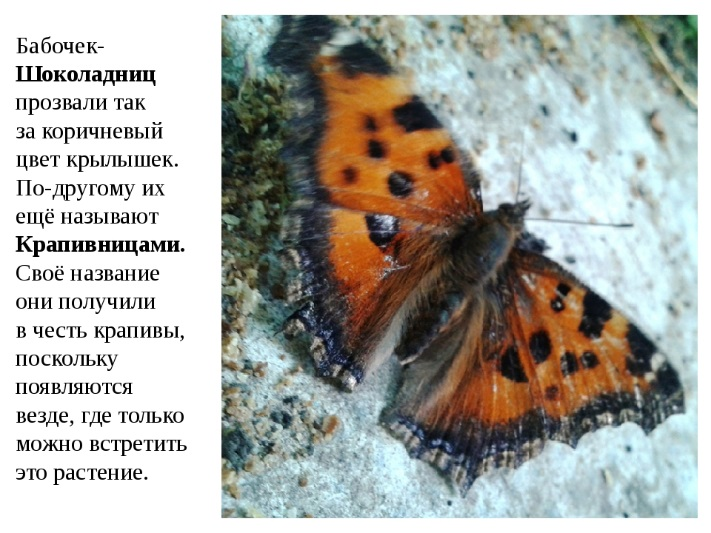 Бабочек-
Шоколадниц
прозвали так
за коричневый
цвет крылышек.
По-другому их
ещё называют
Крапивницами.
Своё название
они получили
в честь крапивы,
поскольку
появляются
везде, где только
можно встретить
это растение.